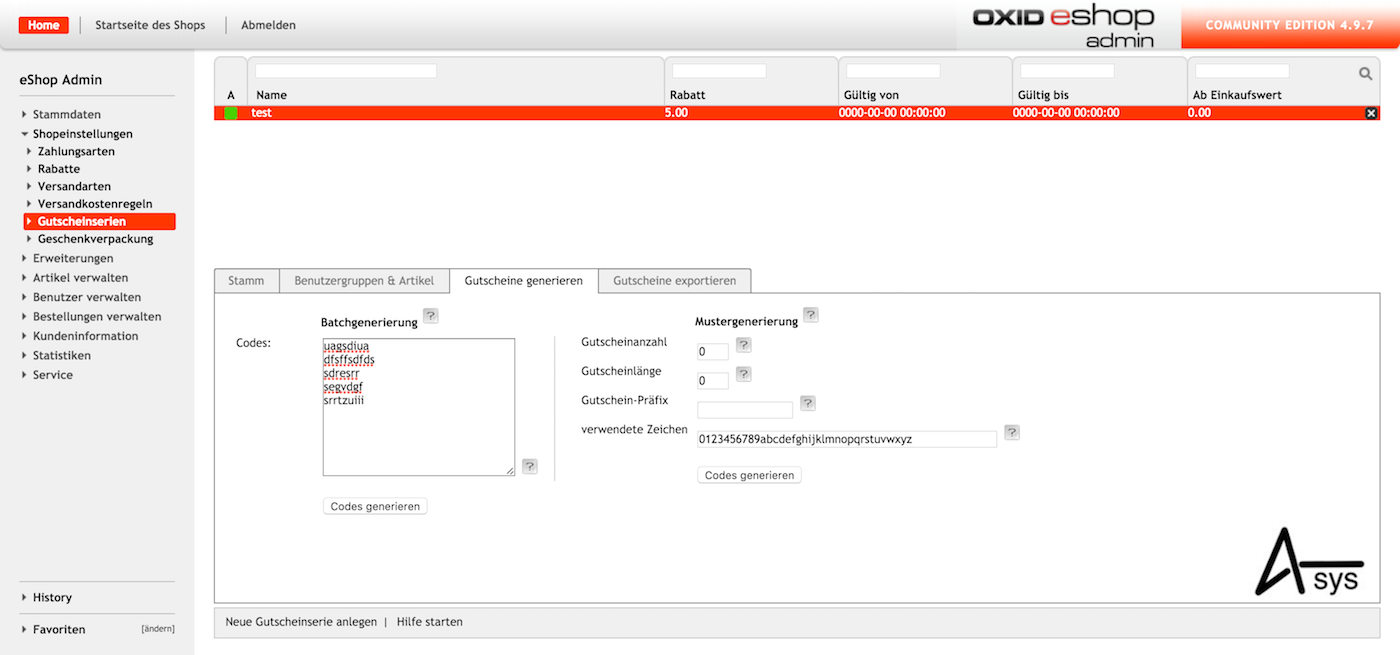 Home
Startseite des Shops
Abmelden
OXID eshop
admin
COMMUNITY EDITION 4.9.7
eShop Admin
Stammdaten
Shopeinstellungen
Zahlungsarten
Rabatte
Versandarten
Versandkostenregeln
Gutscheinserien
Geschenkverpackung
Erweiterungen
Artikel verwalten
Benutzer verwalten
Bestellungen verwalten
Kundeninformation
Statistiken
Service
History
Favoriten [ändern]
A Name Rabatt Gültig von Gültig bis Ab Einkaufswert
test 5.00 0000-00-00 00:00:00 0000-00-00 00:00:00 0.00
Stamm Benutzergruppen & Artikel Gutscheine generieren Gutscheine exportieren
Batchgenerierung ?
Codes:
uagsdiua
dfsffsdfds
sdresrr
segvdgf
srrtzuiii
?
Codes generieren
Mustergenerierung ?
Gutscheinanzahl 0 ?
Gutscheinlänge 0 ?
Gutschein-Präfix ?
verwendete Zeichen 0123456789abcdefghijklmnopqrstuvwxyz ?
Codes generieren
A-sys
Neue Gutscheinserie anlegen | Hilfe starten